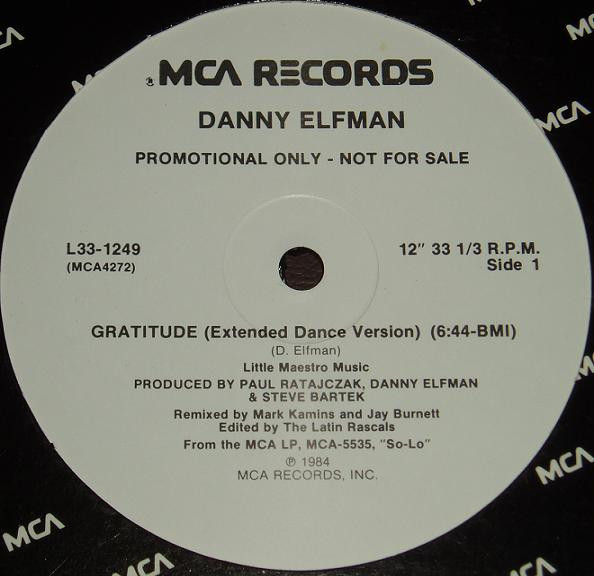 MCA RECORDS
DANNY ELFMAN
PROMOTIONAL ONLY - NOT FOR SALE
L33-1249
(MCA4272)
12" 33 1/3 R.P.M.
Side 1
GRATITUDE (Extended Dance Version) (6:44-BMI)
(D. Elfman)
Little Maestro Music
PRODUCED BY PAUL RATAJCZAK, DANNY ELFMAN
& STEVE BARTEK
Remixed by Mark Kamins and Jay Burnett
Edited by The Latin Rascals
From the MCA LP, MCA-5535, "So-Lo"
℗ 1984
MCA RECORDS, INC.
MCA
MCA
MCA
MCA